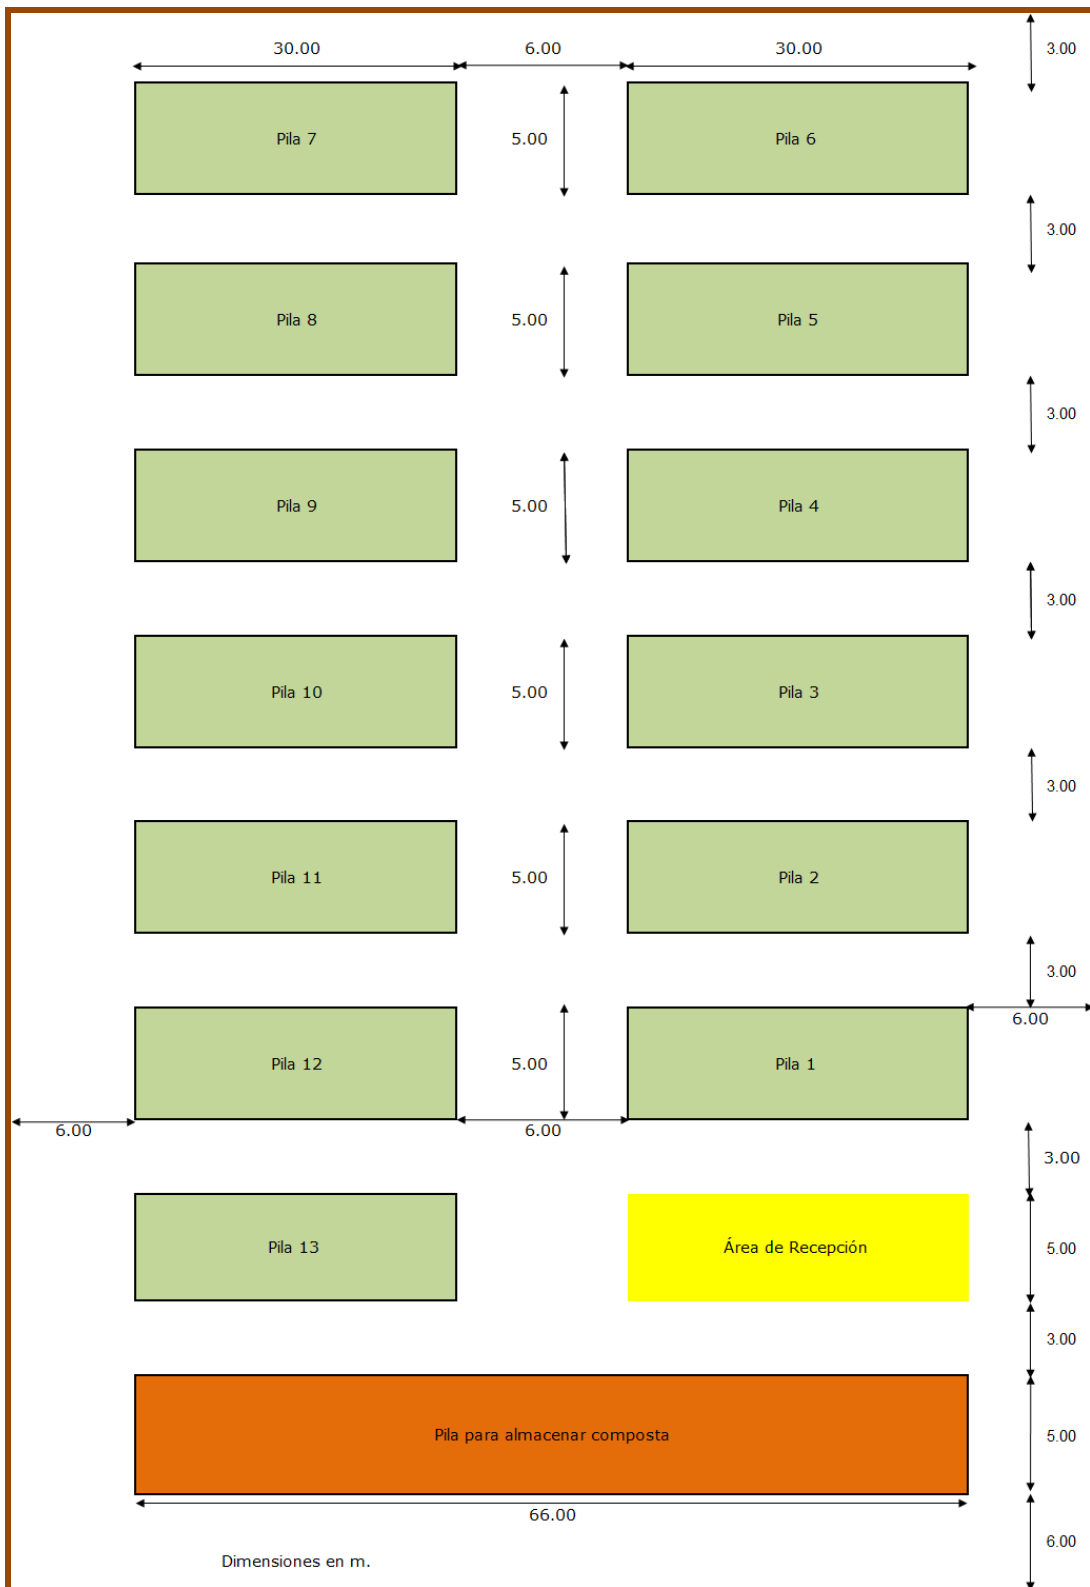 30.00 6.00 30.00 3.00
Pila 7 5.00 Pila 6
3.00
Pila 8 5.00 Pila 5
3.00
Pila 9 5.00 Pila 4
3.00
Pila 10 5.00 Pila 3
3.00
Pila 11 5.00 Pila 2
3.00
6.00
Pila 12 5.00 Pila 1
6.00 6.00
3.00
Pila 13 Área de Recepción 5.00
3.00
Pila para almacenar composta 5.00
66.00
6.00
Dimensiones en m.